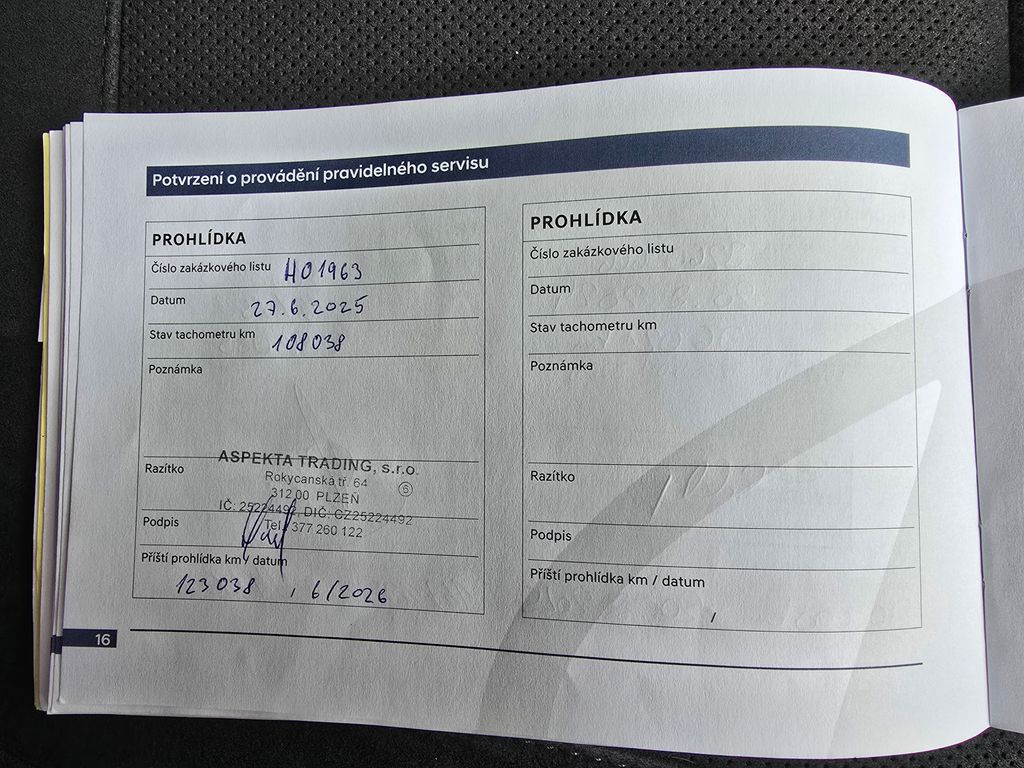 Potvrzení o provádění pravidelného servisu
PROHLÍDKA
Číslo zakázkového listu H01963
Datum 27.6.2025
Stav tachometru km 108038
Poznámka
Razítko
ASPEKTA TRADING, s.r.o.
Rokycanská tř. 64
312 00 PLZEŇ
6
IČ: 25224492, DIČ: CZ25224492
Tel.: 377 260 122
Podpis
Příští prohlídka km / datum
123 038 , 6/2026
PROHLÍDKA
Číslo zakázkového listu
Datum
Stav tachometru km
Poznámka
Razítko
Podpis
Příští prohlídka km / datum
/
16